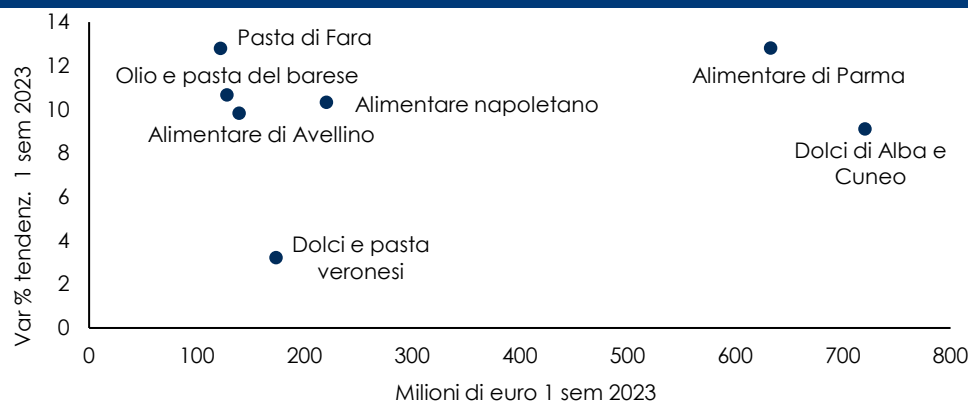 14
12
10
8
6
4
2
0
Var % tendenz. 1 sem 2023
Pasta di Fara
Olio e pasta del barese
Alimentare di Avellino
Alimentare napoletano
Dolci e pasta
veronesi
Alimentare di Parma
Dolci di Alba e
Cuneo
0 100 200 300 400 500 600 700 800
Milioni di euro 1 sem 2023